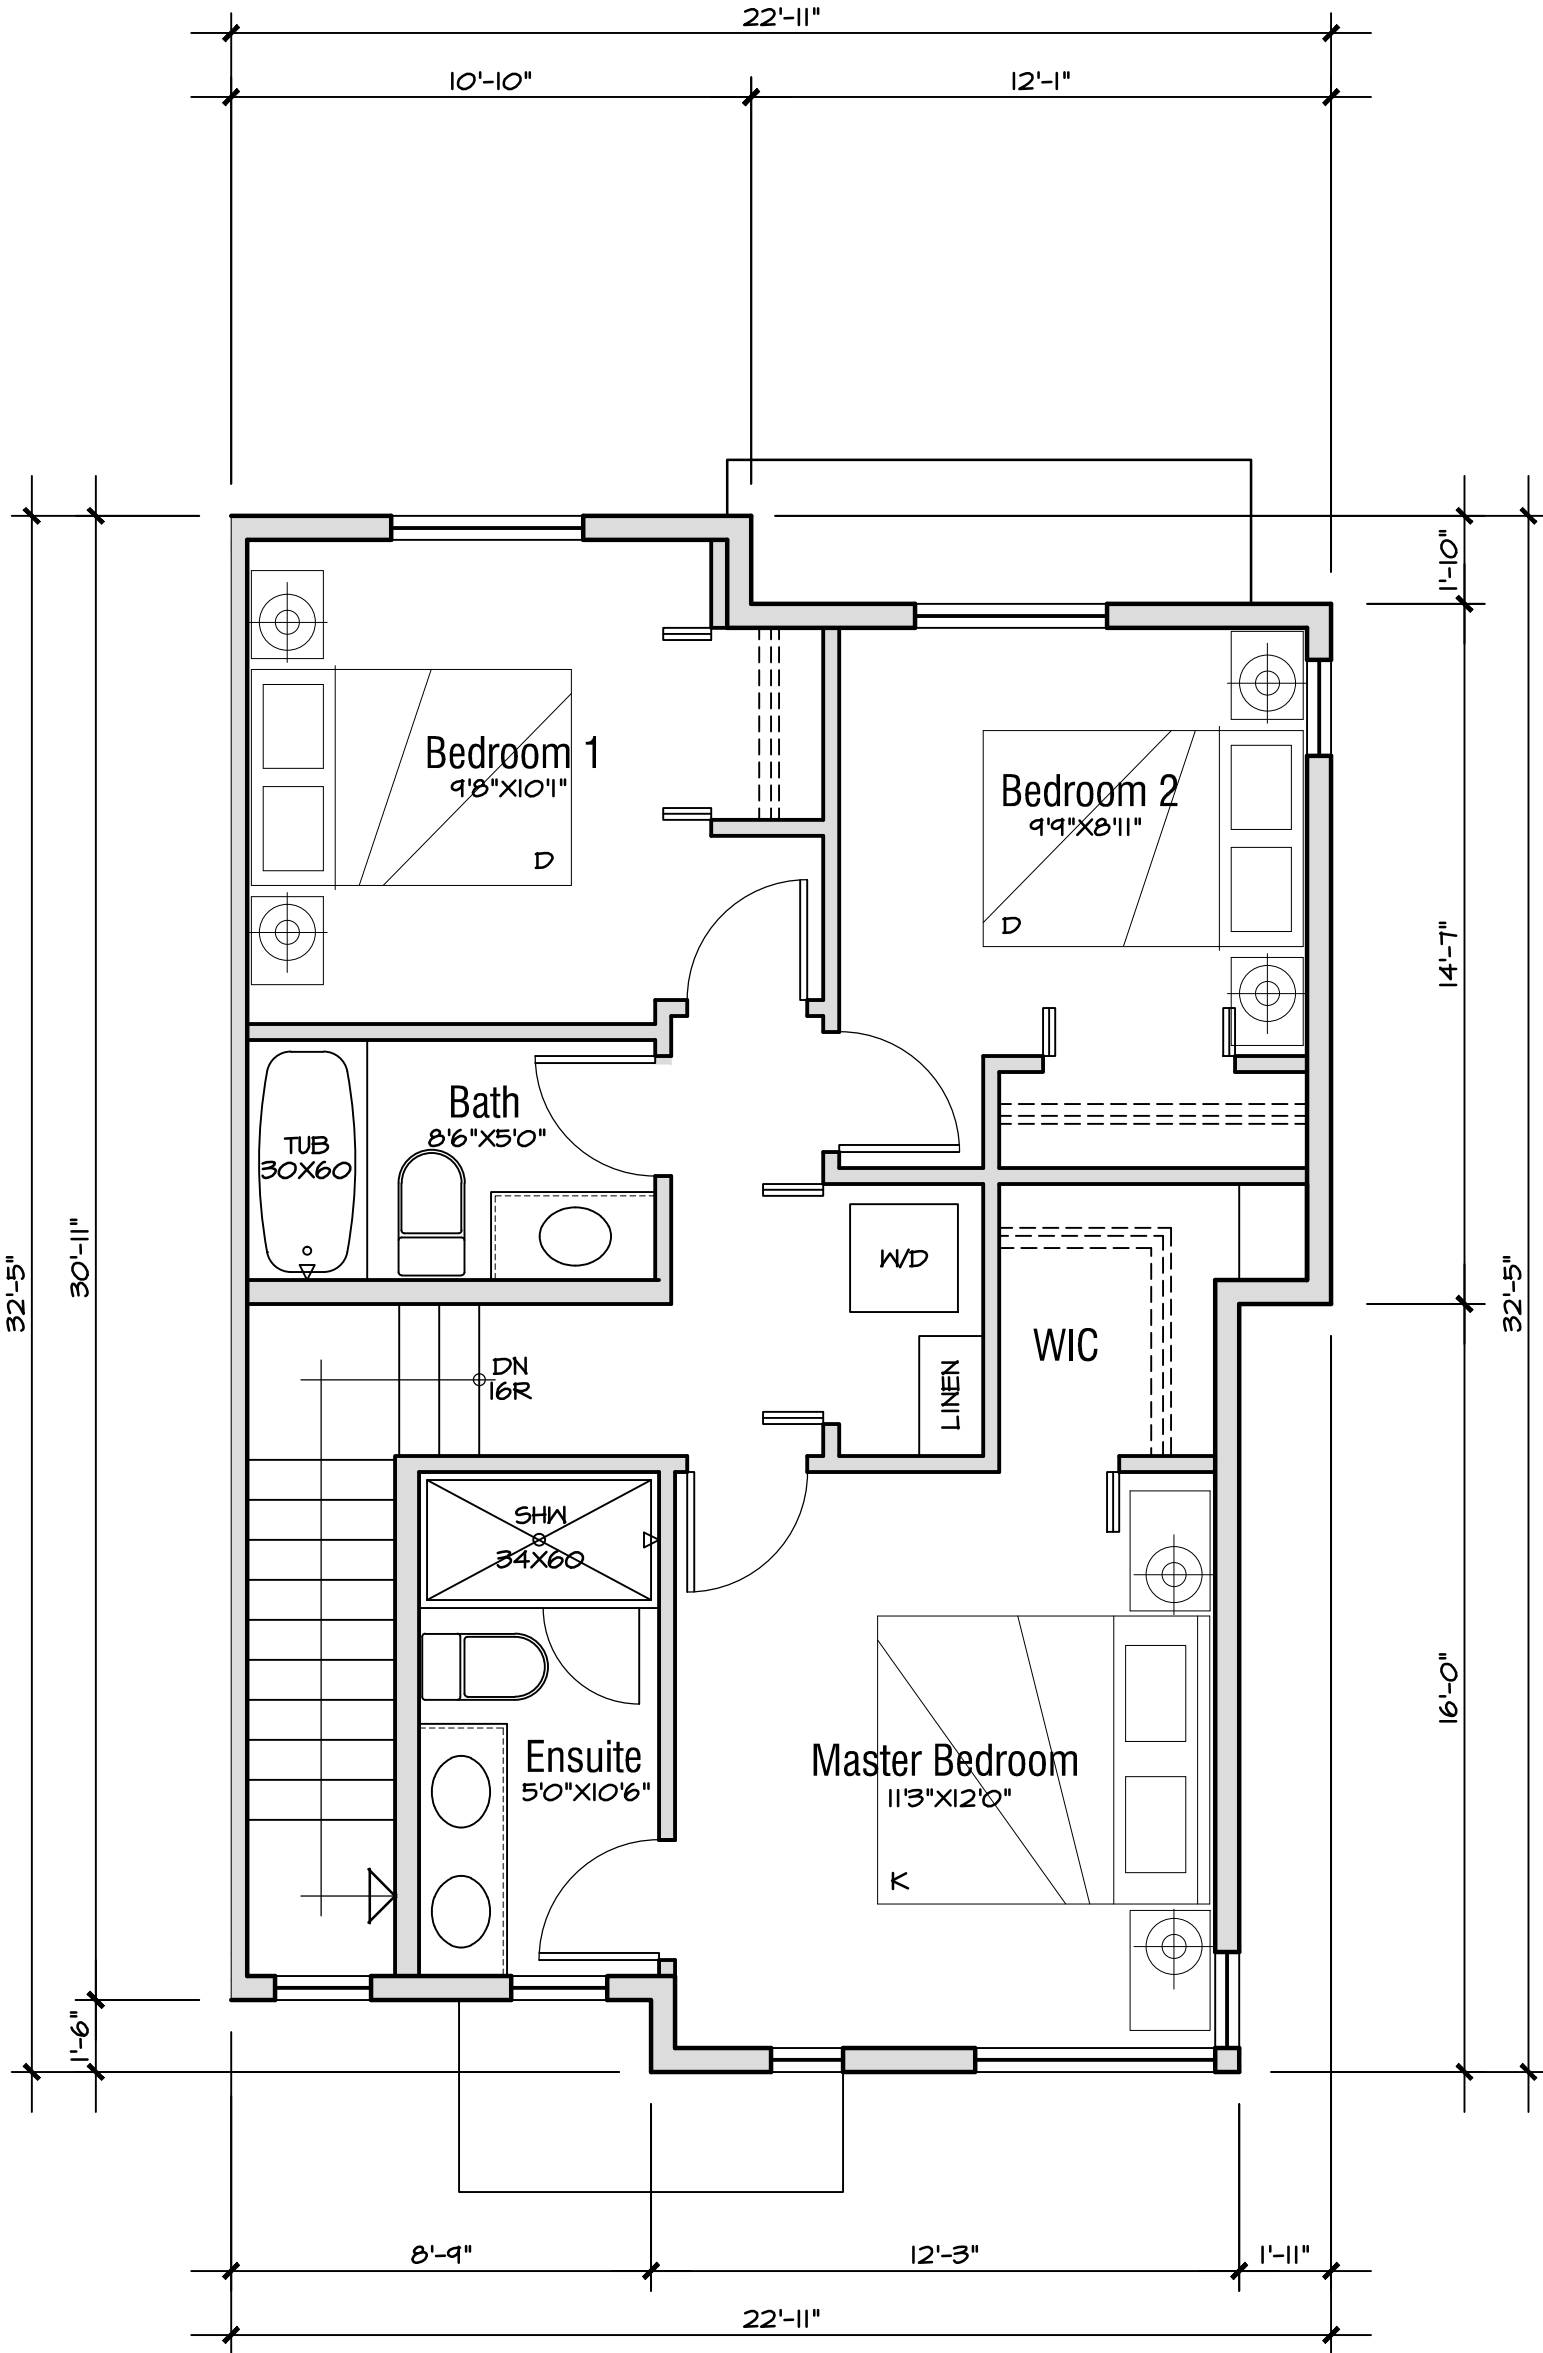 22'-11"
10'-10"
12'-1"
1'-10"
Bedroom 1
9'8"X10'1"
D
Bedroom 2
9'9"X8'11"
D
14'-7"
Bath
8'6"X5'0"
TUB
30X60
W/D
32'-5"
30'-11"
32'-5"
WIC
LINEN
DN
16R
SHW
34X60
16'-0"
Ensuite
5'0"X10'6"
Master Bedroom
11'3"X12'0"
K
1'-6"
8'-9"
12'-3"
1'-11"
22'-11"